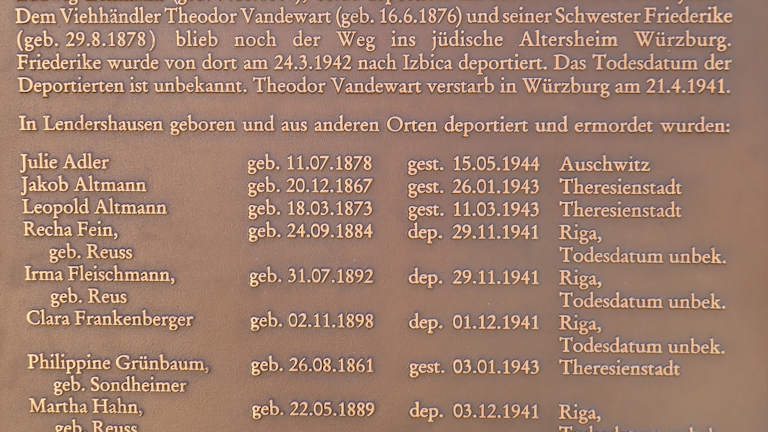 Dem Viehhändler Theodor Vandewart (geb. 16.6.1876) und seiner Schwester Friederike
(geb. 29.8.1878) blieb noch der Weg ins jüdische Altersheim Würzburg.
Friederike wurde von dort am 24.3.1942 nach Izbica deportiert. Das Todesdatum der
Deportierten ist unbekannt. Theodor Vandewart verstarb in Würzburg am 21.4.1941.
In Lendershausen geboren und aus anderen Orten deportiert und ermordet wurden:
Julie Adler geb. 11.07.1878 gest. 15.05.1944 Auschwitz
Jakob Altmann geb. 20.12.1867 gest. 26.01.1943 Theresienstadt
Leopold Altmann geb. 18.03.1873 gest. 11.03.1943 Theresienstadt
Recha Fein, geb. 24.09.1884 dep. 29.11.1941 Riga,
geb. Reuss Todesdatum unbek.
Irma Fleischmann, geb. 31.07.1892 dep. 29.11.1941 Riga,
geb. Reus Todesdatum unbek.
Clara Frankenberger geb. 02.11.1898 dep. 01.12.1941 Riga,
Todesdatum unbek.
Philippine Grünbaum, geb. 26.08.1861 gest. 03.01.1943 Theresienstadt
geb. Sondheimer
Martha Hahn, geb. 22.05.1889 dep. 03.12.1941 Riga,
geb. Reuss Todesdatum unbek.